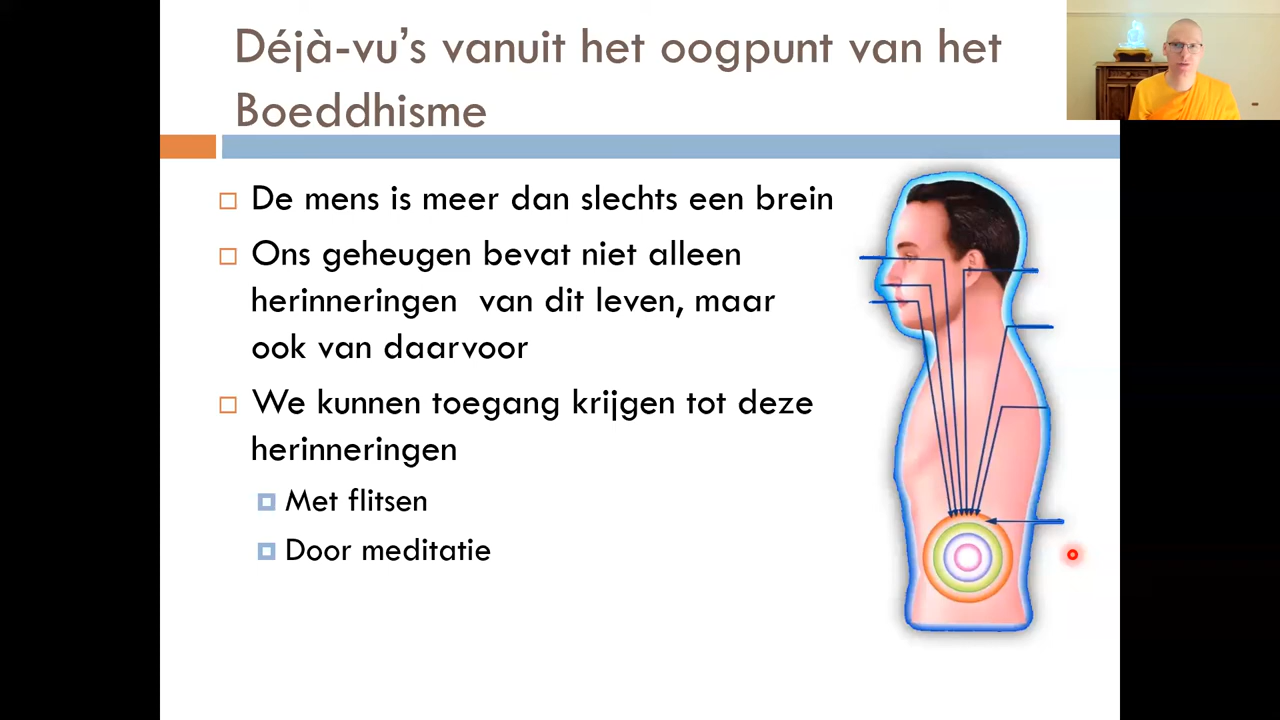 Déjà-vu’s vanuit het oogpunt van het
Boeddhisme
De mens is meer dan slechts een brein
Ons geheugen bevat niet alleen
herinneringen van dit leven, maar
ook van daarvoor
We kunnen toegang krijgen tot deze
herinneringen
Met flitsen
Door meditatie